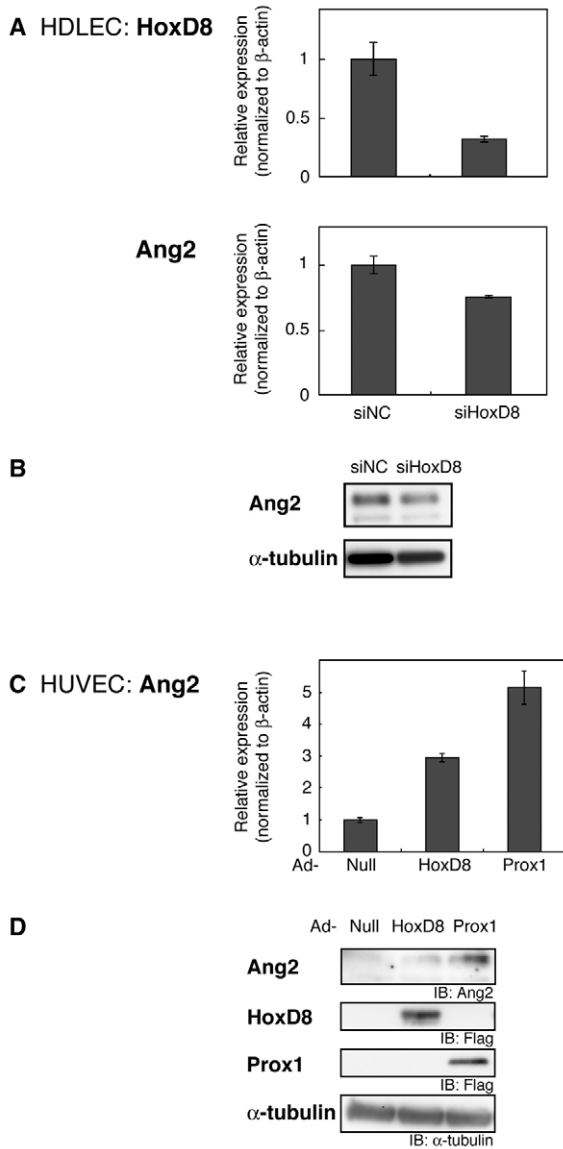 A HDLEC: HoxD8
Relative expression
(normalized to β-actin)
1
0.5
0
Ang2
Relative expression
(normalized to β-actin)
1
0.5
0
siNC siHoxD8
B
siNC siHoxD8
Ang2
α-tubulin
C HUVEC: Ang2
Relative expression
(normalized to β-actin)
5
4
3
2
1
0
Ad- Null HoxD8 Prox1
D
Ad- Null HoxD8 Prox1
Ang2
IB: Ang2
HoxD8
IB: Flag
Prox1
IB: Flag
α-tubulin
IB: α-tubulin